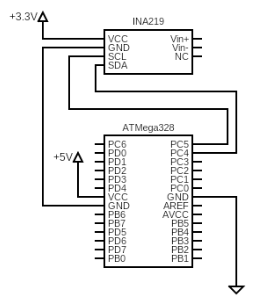 INA219
+3.3V
VCC Vin+
GND Vin-
SCL NC
SDA
ATMega328
PC6 PC5
PD0 PC4
+5V PD1 PC3
PD2 PC2
PD3 PC1
PD4 PC0
VCC GND
GND AREF
PB6 AVCC
PB7 PB5
PD5 PB4
PD6 PB3
PD7 PB2
PB0 PB1